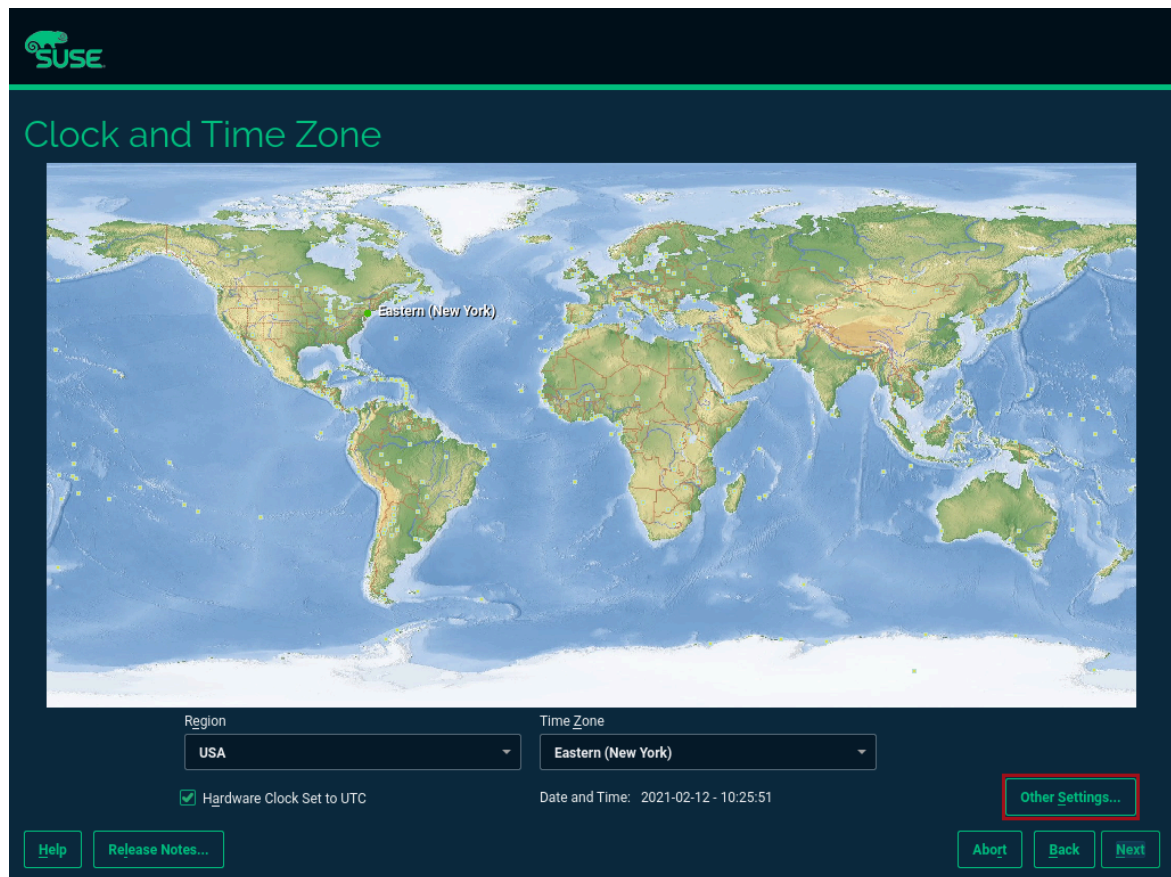 SUSE
Clock and Time Zone
Eastern (New York)
Region
Time Zone
USA
Eastern (New York)
Hardware Clock Set to UTC
Date and Time: 2021-02-12 - 10:25:51
Other Settings...
Help
Release Notes...
Abort
Back
Next